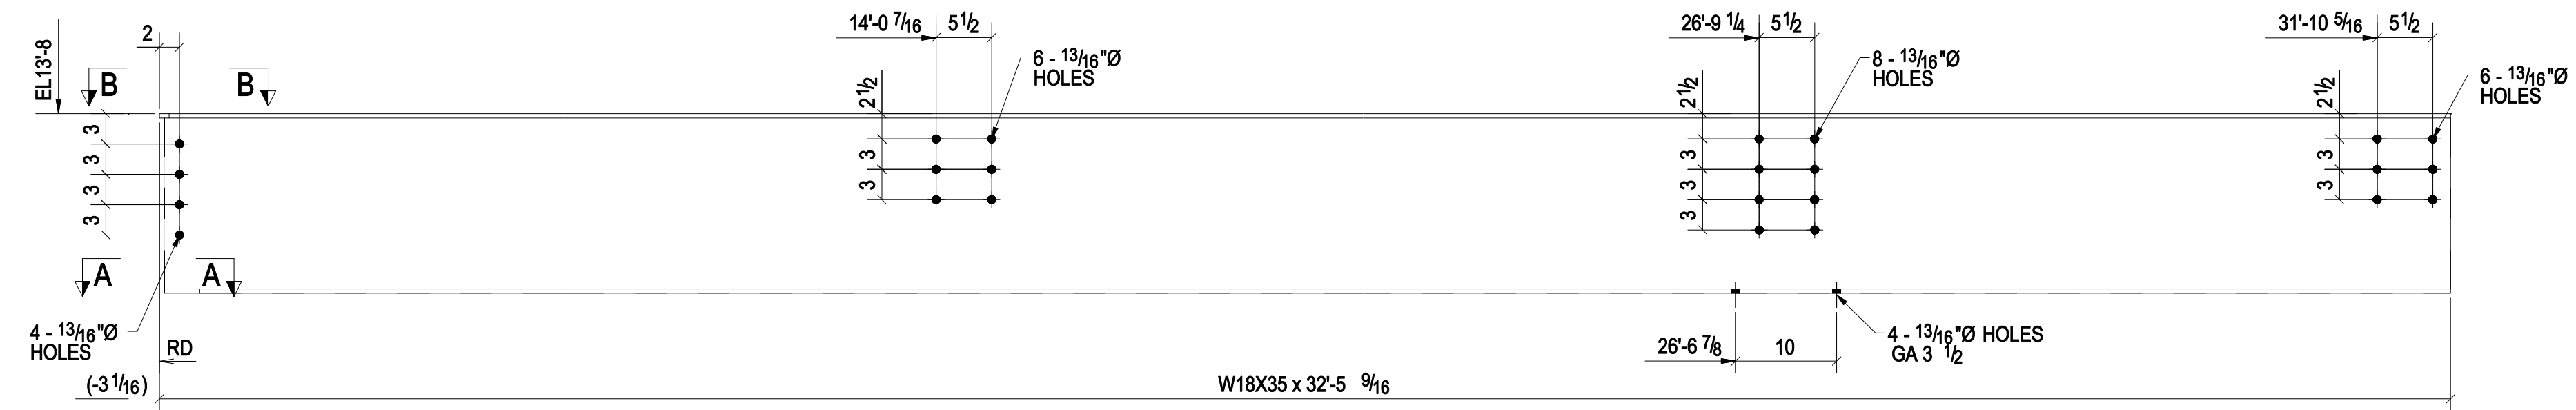 14'-0 7/16 5 1/2
26'-9 1/4 5 1/2
31'-10 5/16 5 1/2
2
EL13'-8
B B
6 - 13/16"Ø
HOLES
8 - 13/16"Ø
HOLES
6 - 13/16"Ø
HOLES
2 1/2
2 1/2
2 1/2
3
3
3
3
3
3
3
3
3
3
3
A A
4 - 13/16"Ø
HOLES
RD
4 - 13/16"Ø HOLES
GA 3 1/2
26'-6 7/8 10
(-3 1/16)
W18X35 x 32'-5 9/16